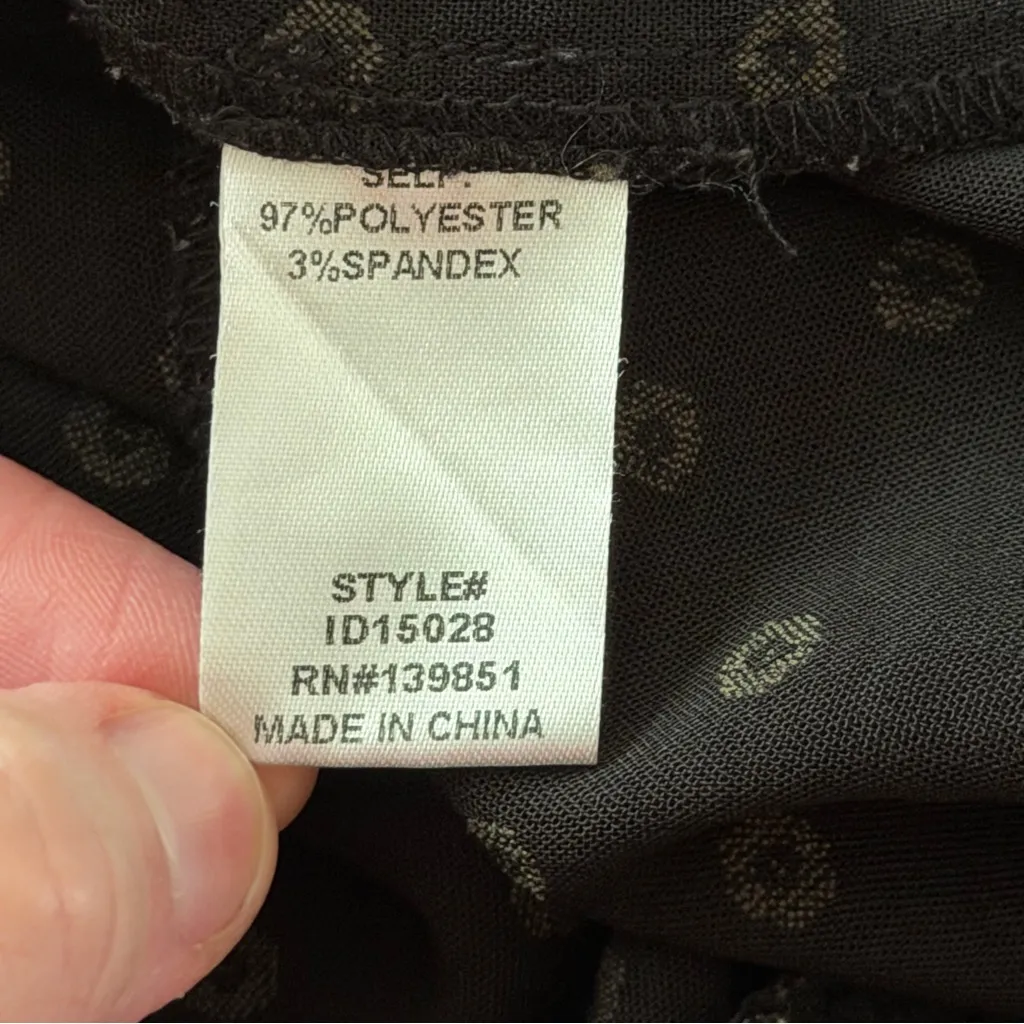 SELF:
97%POLYESTER
3%SPANDEX
STYLE#
ID15028
RN#139851
MADE IN CHINA